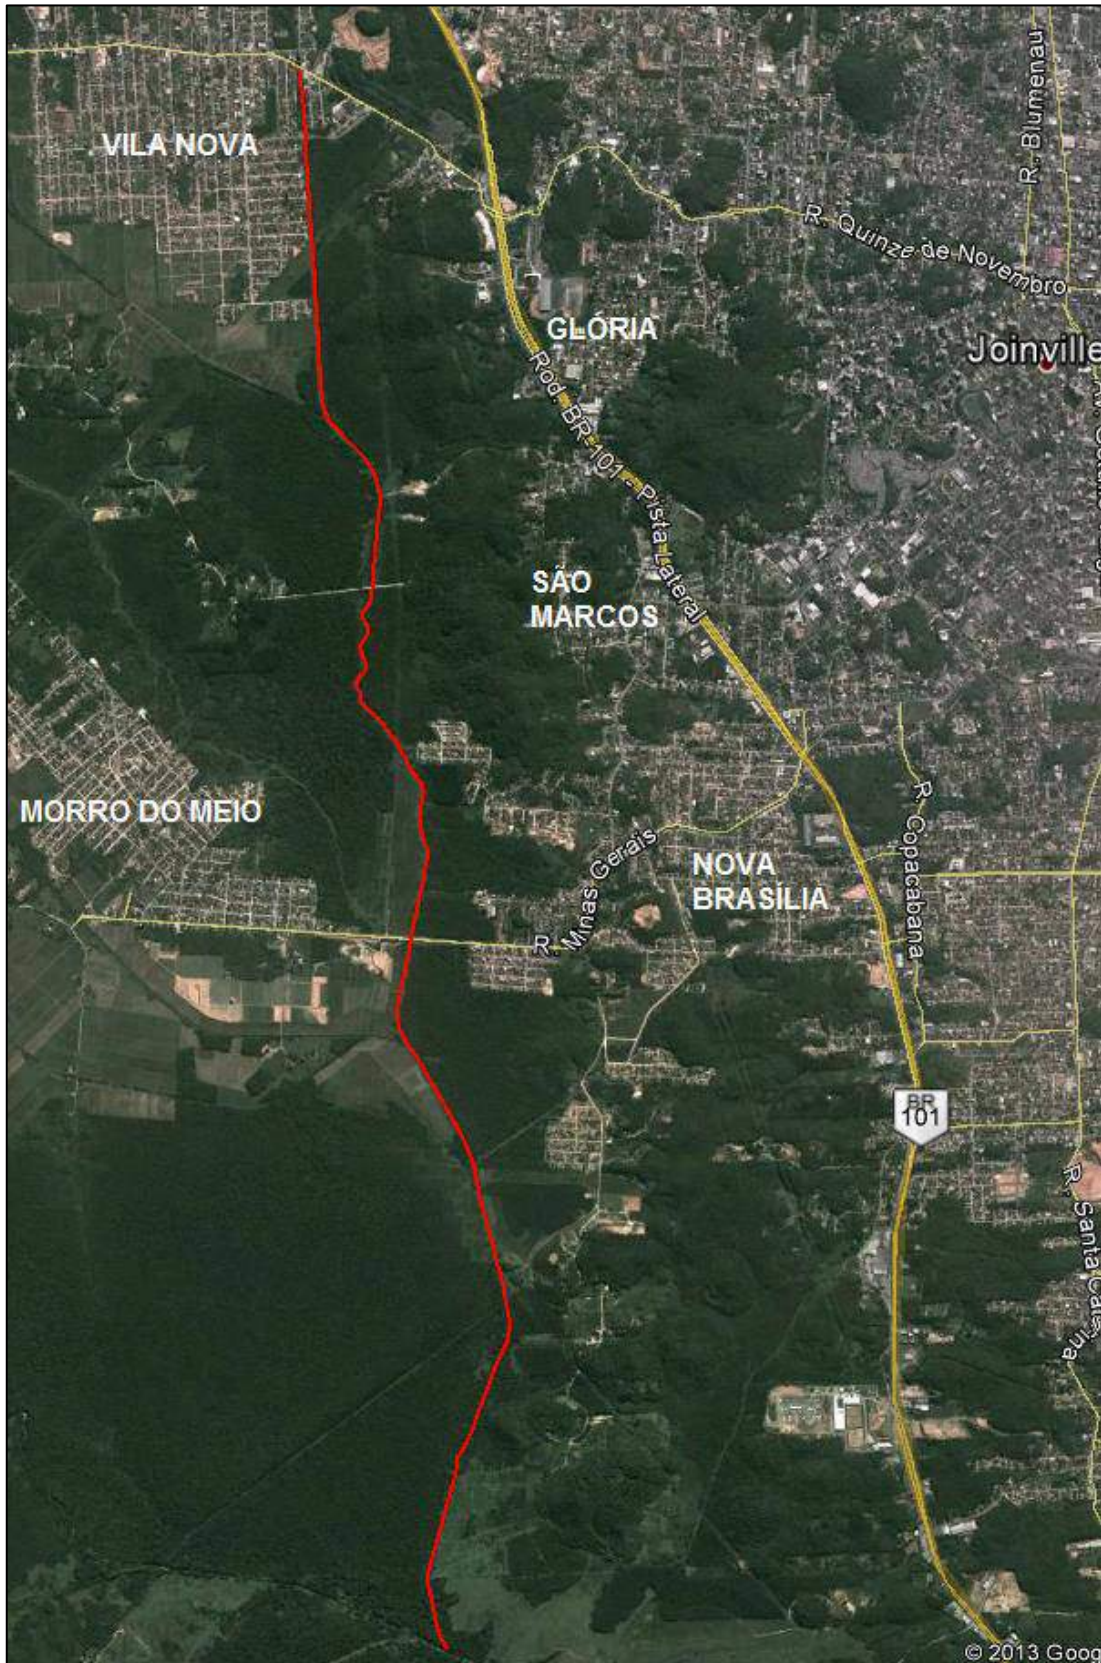 R. Blumenau
VILA NOVA
R. Quinze de Novembro
GLÓRIA
Joinville
Rod. BR-101 - Pista Lateral
SÃO
MARCOS
MORRO DO MEIO
R. Copacabana
R. Minas Gerais
NOVA
BRASÍLIA
BR
101
R. Santa Catarina
© 2013 Goog